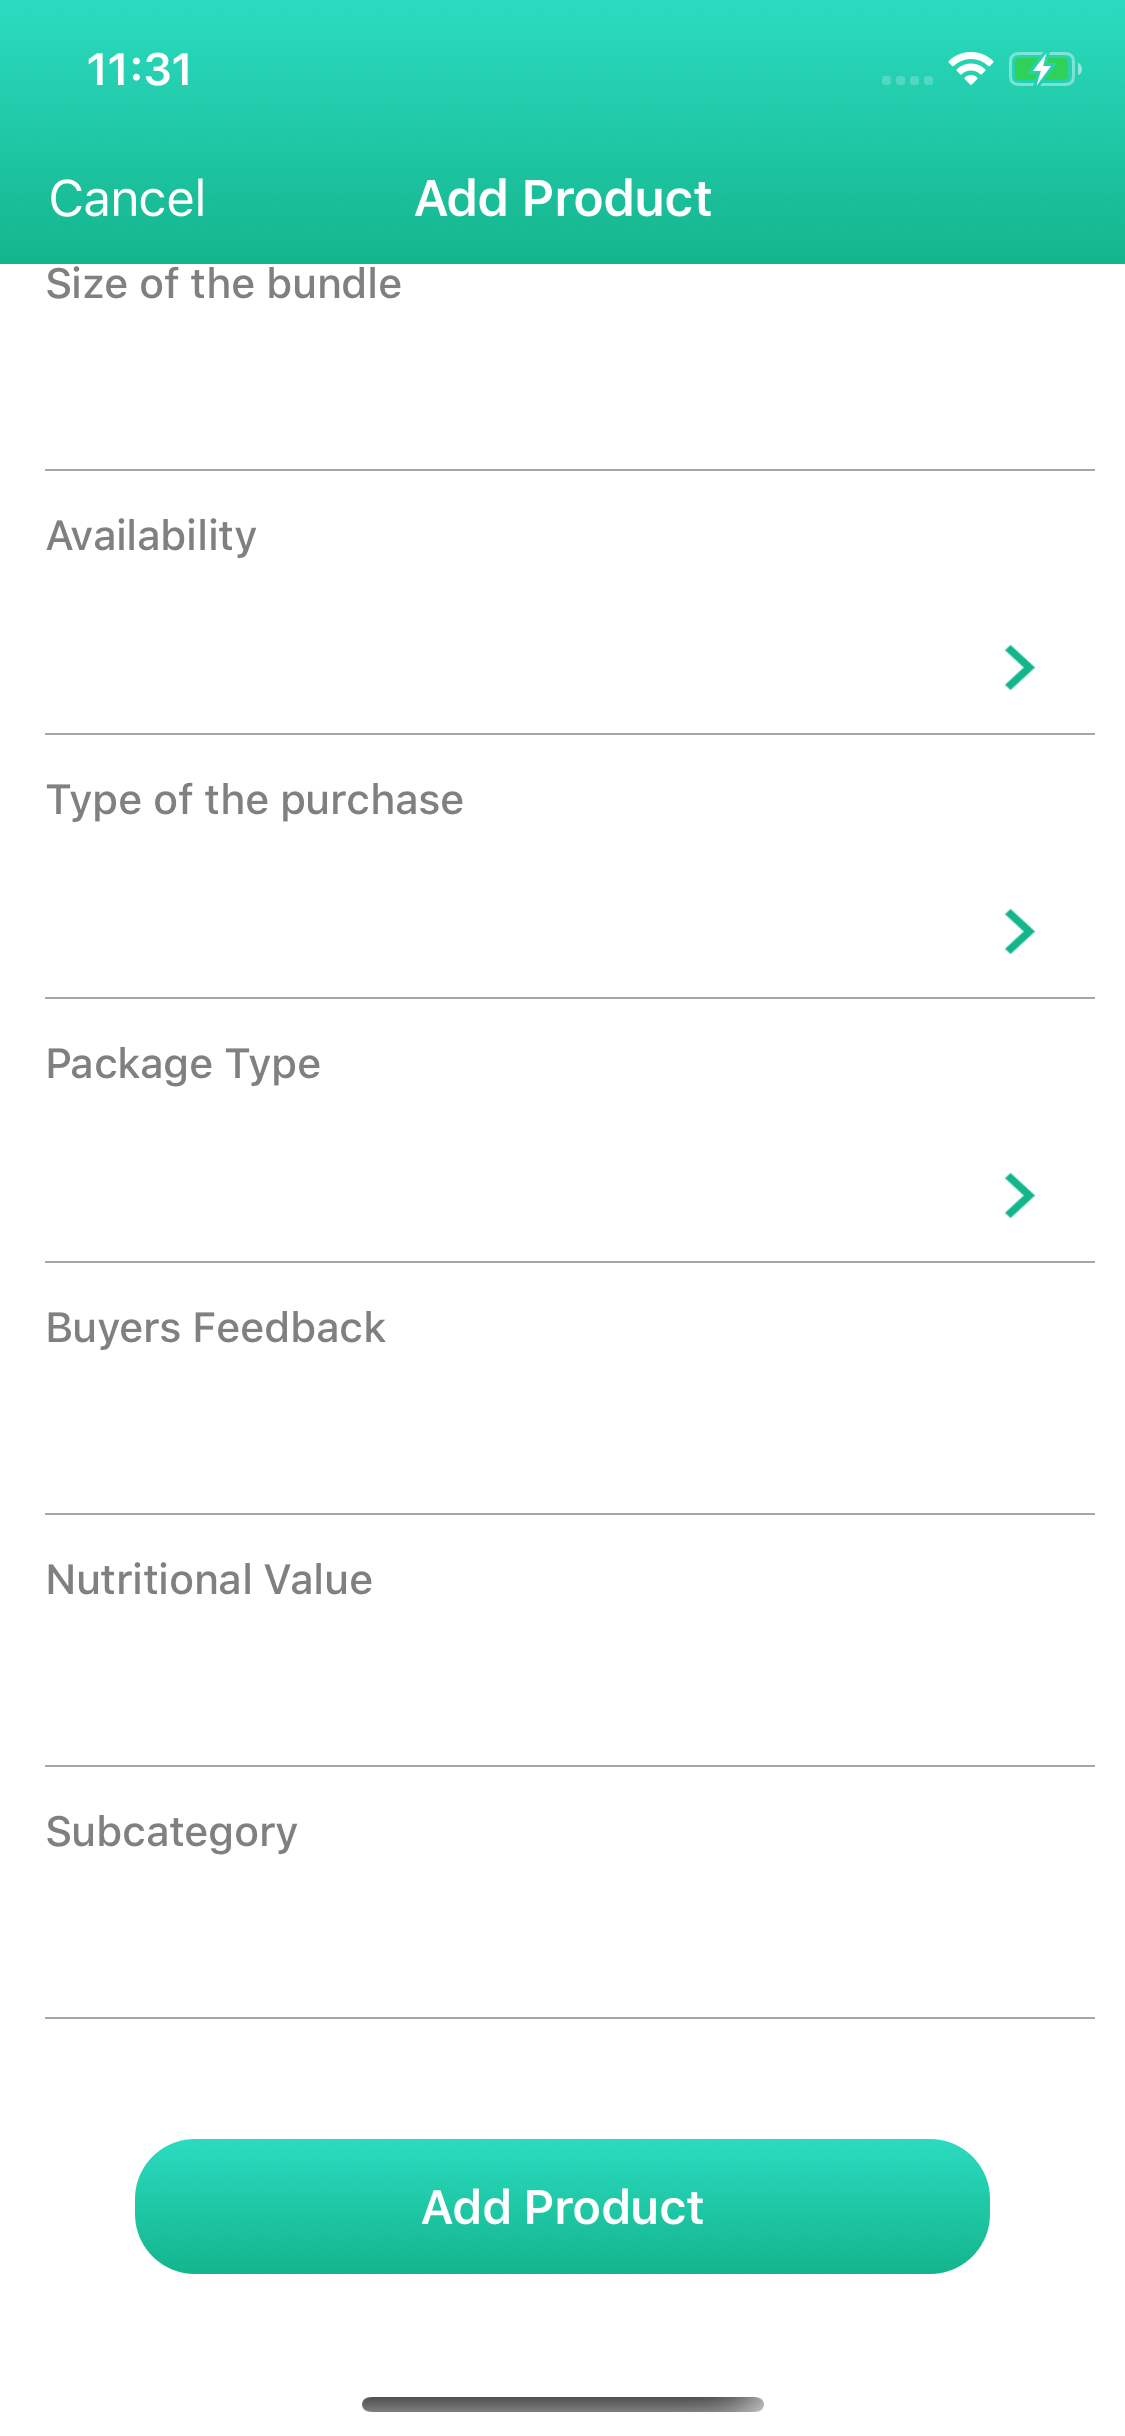 11:31
Cancel
Add Product
Size of the bundle
Availability
Type of the purchase
Package Type
Buyers Feedback
Nutritional Value
Subcategory
Add Product